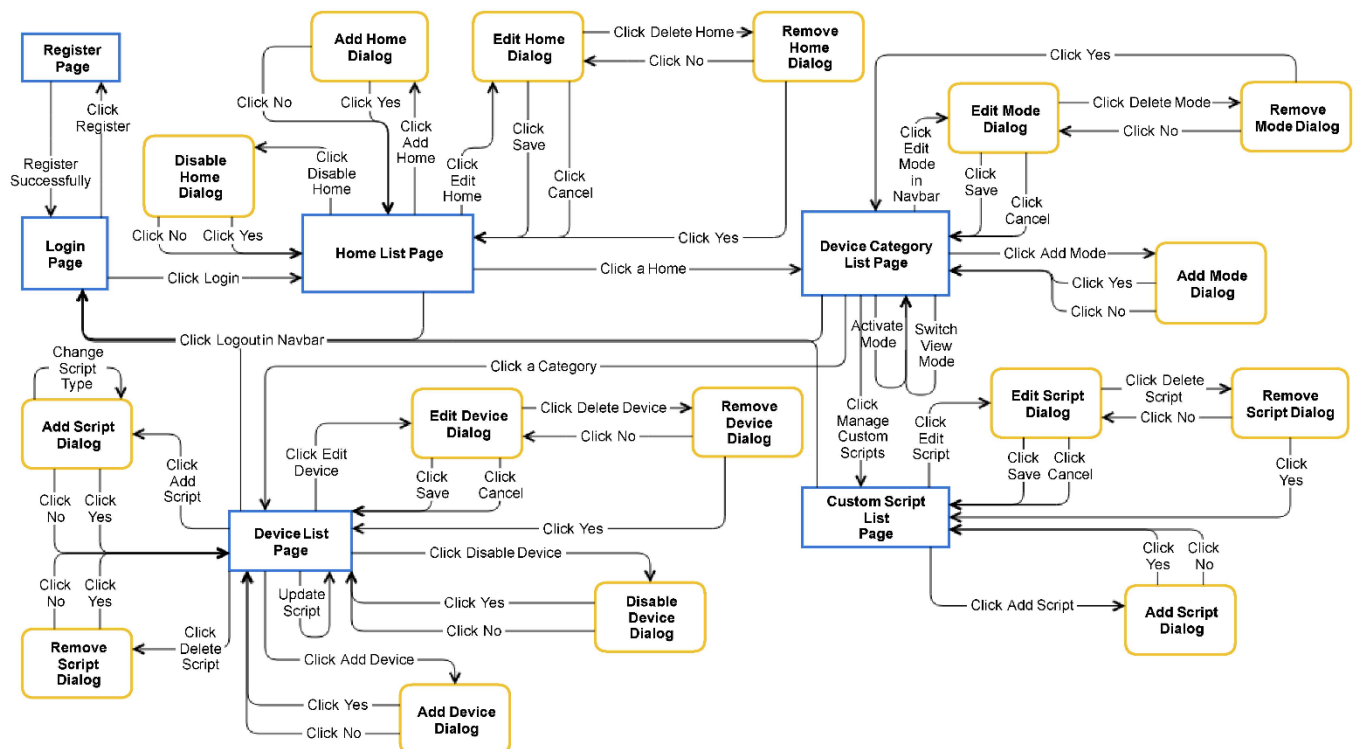 Register
Page
Click
Register
Register
Successfully
Login
Page
Click Login
Add Home
Dialog
Click No
Click Yes
Click
Add
Home
Disable
Home
Dialog
Click
Disable
Home
Click No
Click Yes
Home List Page
Edit Home
Dialog
Click Delete Home
Click No
Remove
Home
Dialog
Click
Save
Click
Cancel
Click
Edit
Home
Click Yes
Click a Home
Click Yes
Edit Mode
Dialog
Click Delete Mode
Click No
Remove
Mode Dialog
Click
Edit
Mode
in
Navbar
Click
Save
Click
Cancel
Device Category
List Page
Click Add Mode
Click Yes
Click No
Add Mode
Dialog
Activate
Mode
Switch
View
Mode
Click Logout in Navbar
Click a Category
Change
Script
Type
Add Script
Dialog
Click
Add
Script
Click
No
Click
Yes
Click
No
Click
Yes
Remove
Script
Dialog
Click
Delete
Script
Device List
Page
Click Edit
Device
Edit Device
Dialog
Click Delete Device
Click No
Remove
Device
Dialog
Click
Save
Click
Cancel
Click Yes
Click Disable Device
Click Yes
Click No
Disable
Device
Dialog
Update
Script
Click Add Device
Click Yes
Click No
Add Device
Dialog
Click
Manage
Custom
Scripts
Click
Edit
Script
Edit Script
Dialog
Click Delete
Script
Click No
Remove
Script Dialog
Click
Save
Click
Cancel
Click
Yes
Custom Script
List
Page
Click
Yes
Click
No
Click Add Script
Add Script
Dialog